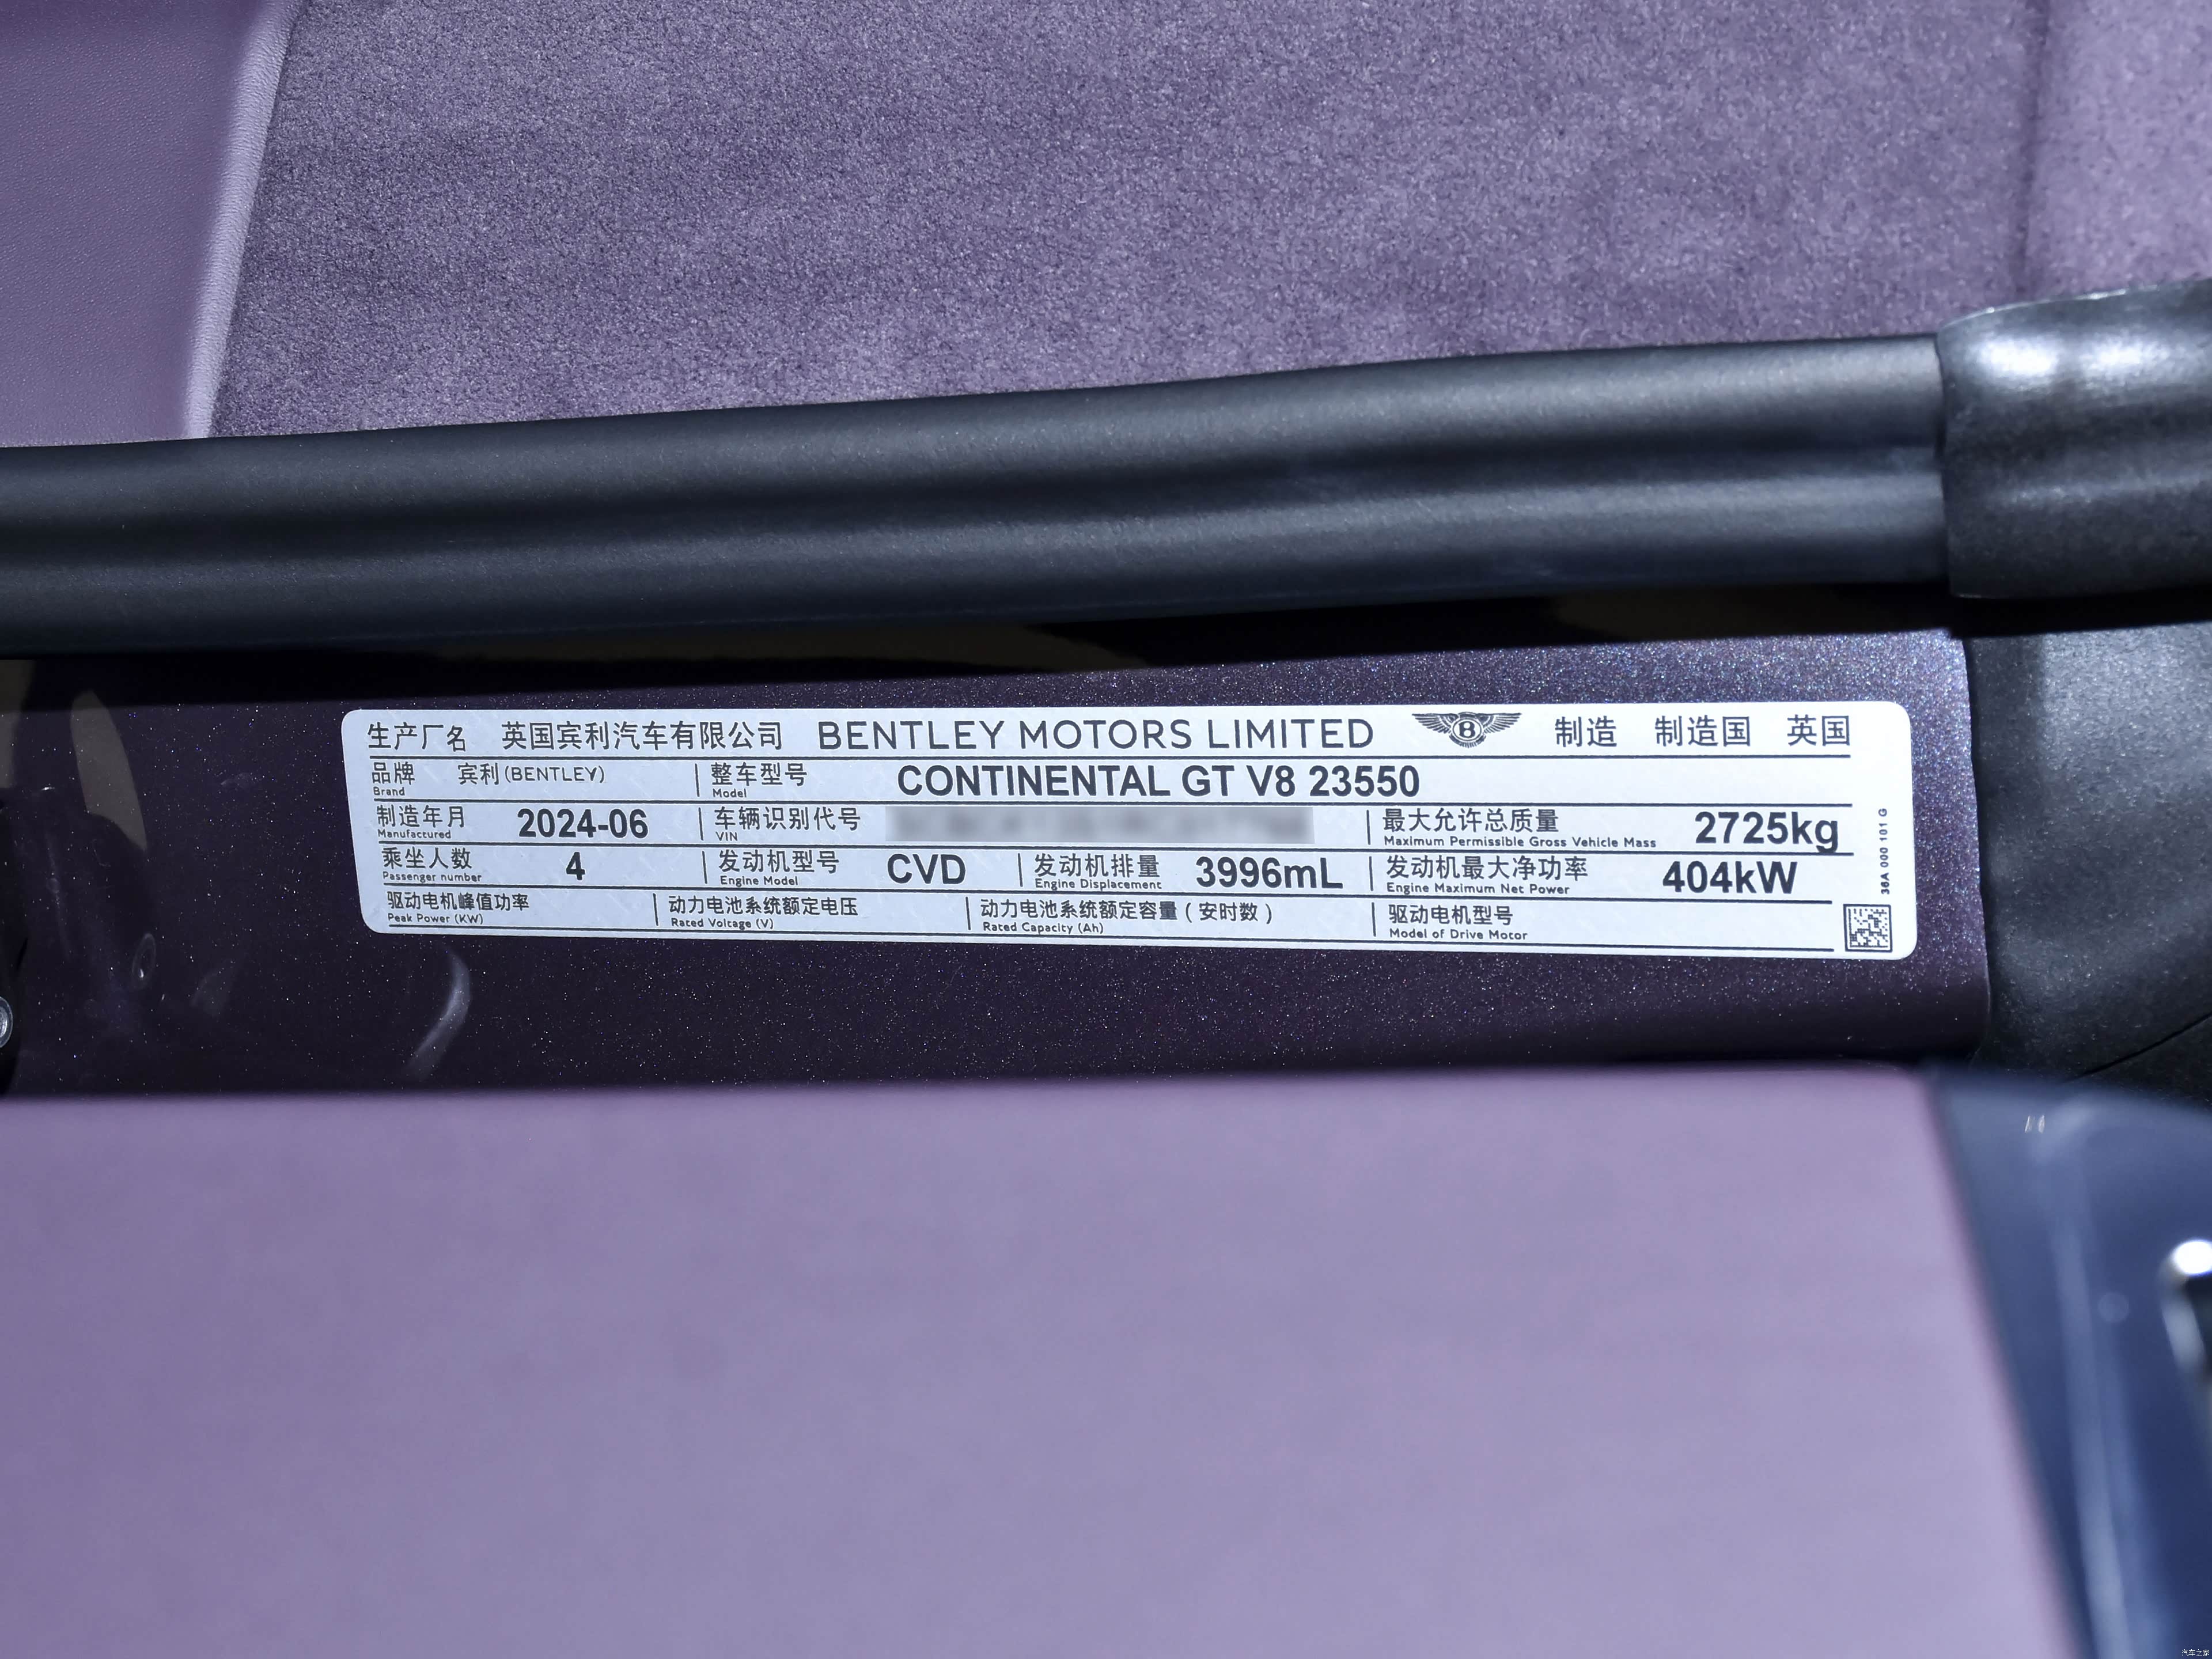 生产厂名 英国宾利汽车有限公司 BENTLEY MOTORS LIMITED B 制造 制造国 英国
品牌 宾利(BENTLEY) 整车型号 CONTINENTAL GT V8 23550
Brand Model
制造年月 2024-06 车辆识别代号 最大允许总质量 2725kg
Manufactured VIN Maximum Permissible Gross Vehicle Mass
乘坐人数 4 发动机型号 CVD 发动机排量 3996mL 发动机最大净功率 404kW
Passenger number Engine Model Engine Displacement Engine Maximum Net Power
驱动电机峰值功率 动力电池系统额定电压 动力电池系统额定容量(安时数) 驱动电机型号
Peak Power (KW) Rated Voltage (V) Rated Capacity (Ah) Model of Drive Motor
36A 000 101 G
汽车之家